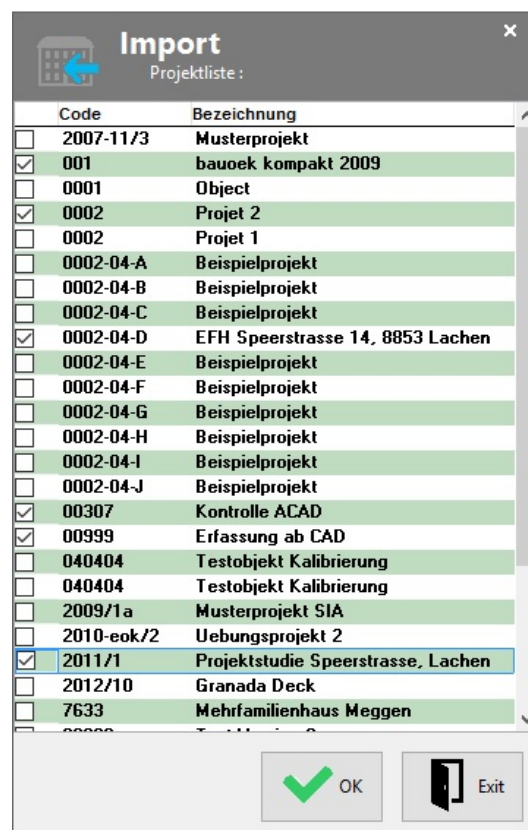 Import
Projektliste :
Code Bezeichnung
2007-11/3 Musterprojekt
001 bauoek kompakt 2009
0001 Object
0002 Projet 2
0002 Projet 1
0002-04-A Beispielprojekt
0002-04-B Beispielprojekt
0002-04-C Beispielprojekt
0002-04-D EFH Speerstrasse 14, 8853 Lachen
0002-04-E Beispielprojekt
0002-04-F Beispielprojekt
0002-04-G Beispielprojekt
0002-04-H Beispielprojekt
0002-04-I Beispielprojekt
0002-04-J Beispielprojekt
00307 Kontrolle ACAD
00999 Erfassung ab CAD
040404 Testobjekt Kalibrierung
040404 Testobjekt Kalibrierung
2009/1a Musterprojekt SIA
2010-eok/2 Uebungsprojekt 2
2011/1 Projektstudie Speerstrasse, Lachen
2012/10 Granada Deck
7633 Mehrfamilienhaus Meggen
OK Exit